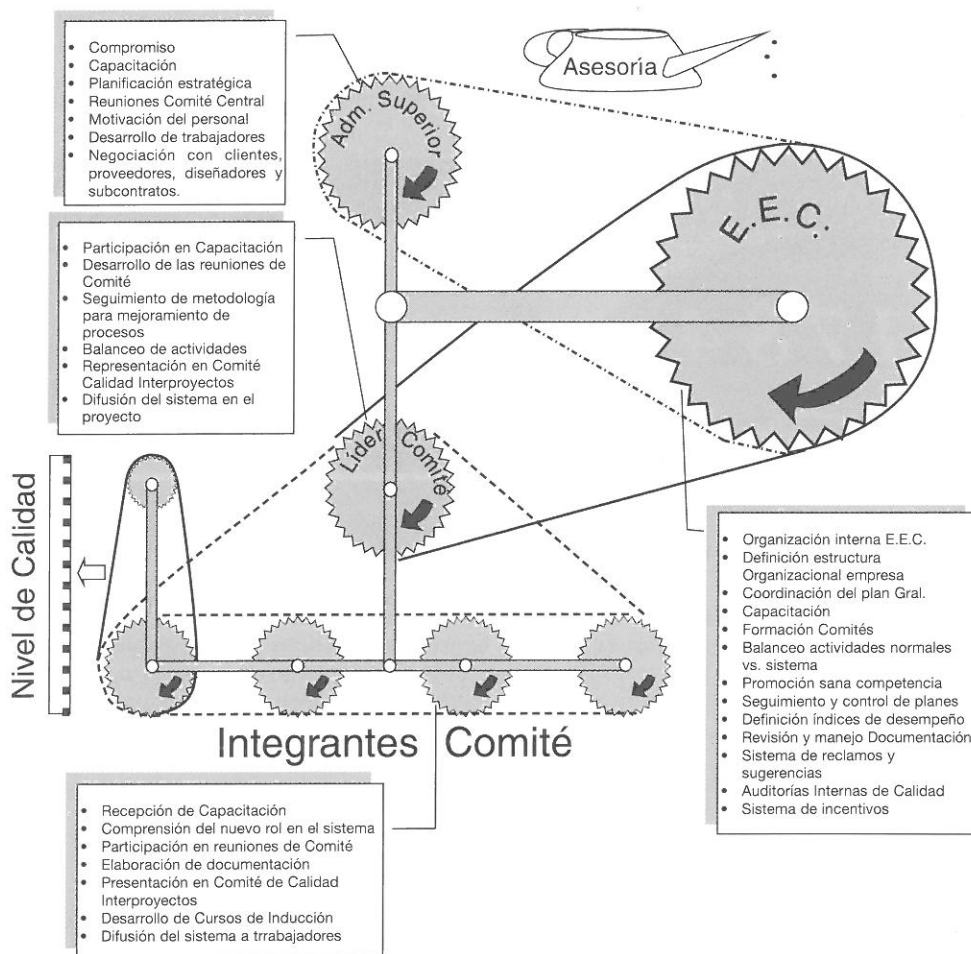 • Compromiso
• Capacitación
• Planificación estratégica
• Reuniones Comité Central
• Motivación del personal
• Desarrollo de trabajadores
• Negociación con clientes,
proveedores, diseñadores y
subcontratos.
Asesoría
Adm. Superior
E.E.C.
• Participación en Capacitación
• Desarrollo de las reuniones de
Comité
• Seguimiento de metodología
para mejoramiento de
procesos
• Balanceo de actividades
• Representación en Comité
Calidad Interproyectos
• Difusión del sistema en el
proyecto
Líder Comité
Nivel de Calidad
• Organización interna E.E.C.
• Definición estructura
Organizacional empresa
• Coordinación del plan Gral.
• Capacitación
• Formación Comités
• Balanceo actividades normales
vs. sistema
• Promoción sana competencia
• Seguimiento y control de planes
• Definición índices de desempeño
• Revisión y manejo Documentación
• Sistema de reclamos y
sugerencias
• Auditorías Internas de Calidad
• Sistema de incentivos
Integrantes Comité
• Recepción de Capacitación
• Comprensión del nuevo rol en el sistema
• Participación en reuniones de Comité
• Elaboración de documentación
• Presentación en Comité de Calidad
Interproyectos
• Desarrollo de Cursos de Inducción
• Difusión del sistema a trrabajadores